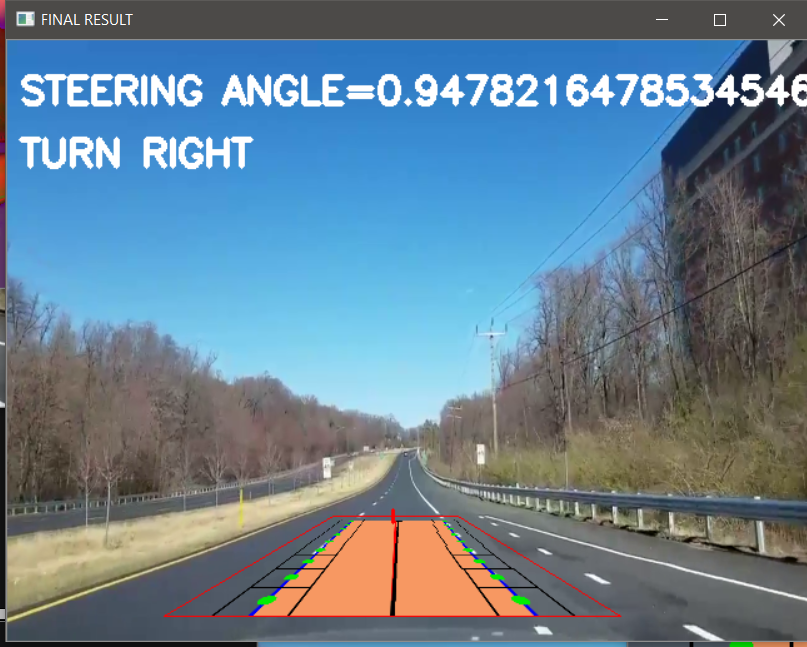 FINAL RESULT
STEERING ANGLE=0.9478216478534546
TURN RIGHT